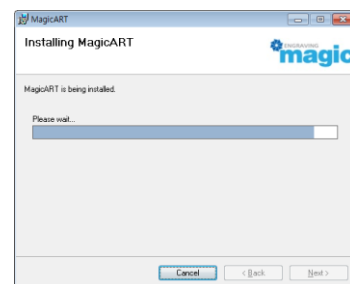 MagicART
Installing MagicART
ENGRAVING
magic
MagicART is being installed.
Please wait...
Cancel
< Back
Next >